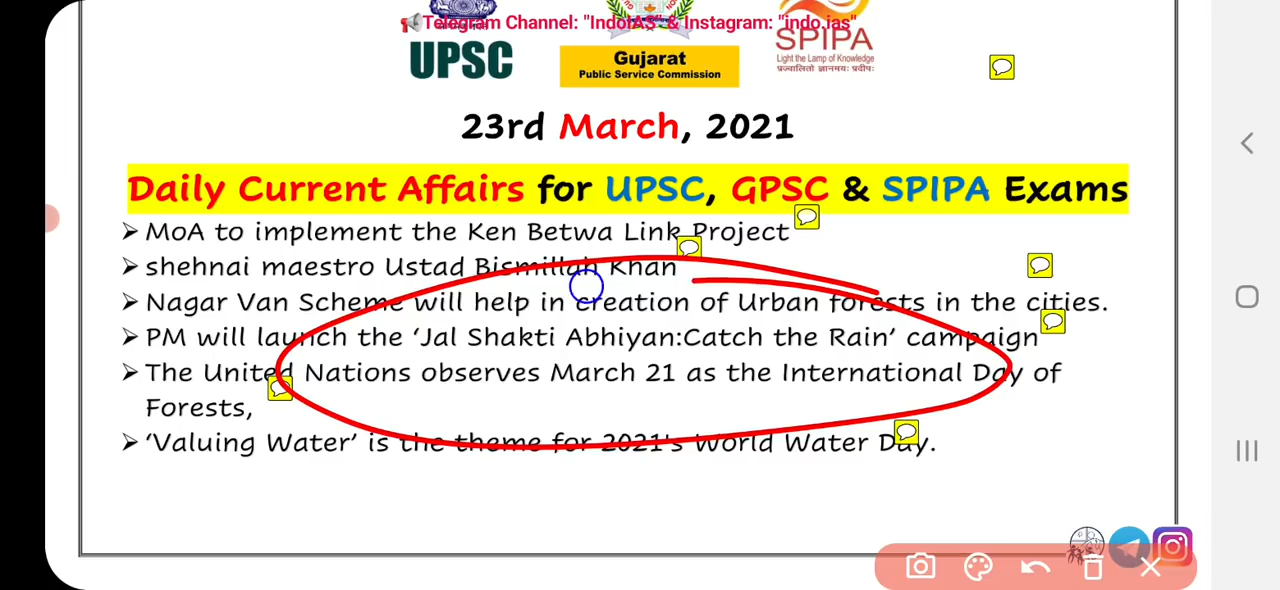 Telegram Channel: "IndoIAS" & Instagram: "indo.ias"
UPSC
Gujarat
Public Service Commission
SPIPA
Light the Lamp of Knowledge
प्रज्वालितो ज्ञानमयः प्रदीपः
23rd March, 2021
Daily Current Affairs for UPSC, GPSC & SPIPA Exams
➢ MoA to implement the Ken Betwa Link Project
➢ shehnai maestro Ustad Bismillah Khan
➢ Nagar Van Scheme will help in creation of Urban forests in the cities.
➢ PM will launch the ‘Jal Shakti Abhiyan:Catch the Rain’ campaign
➢ The United Nations observes March 21 as the International Day of
Forests,
➢ ‘Valuing Water’ is the theme for 2021's World Water Day.